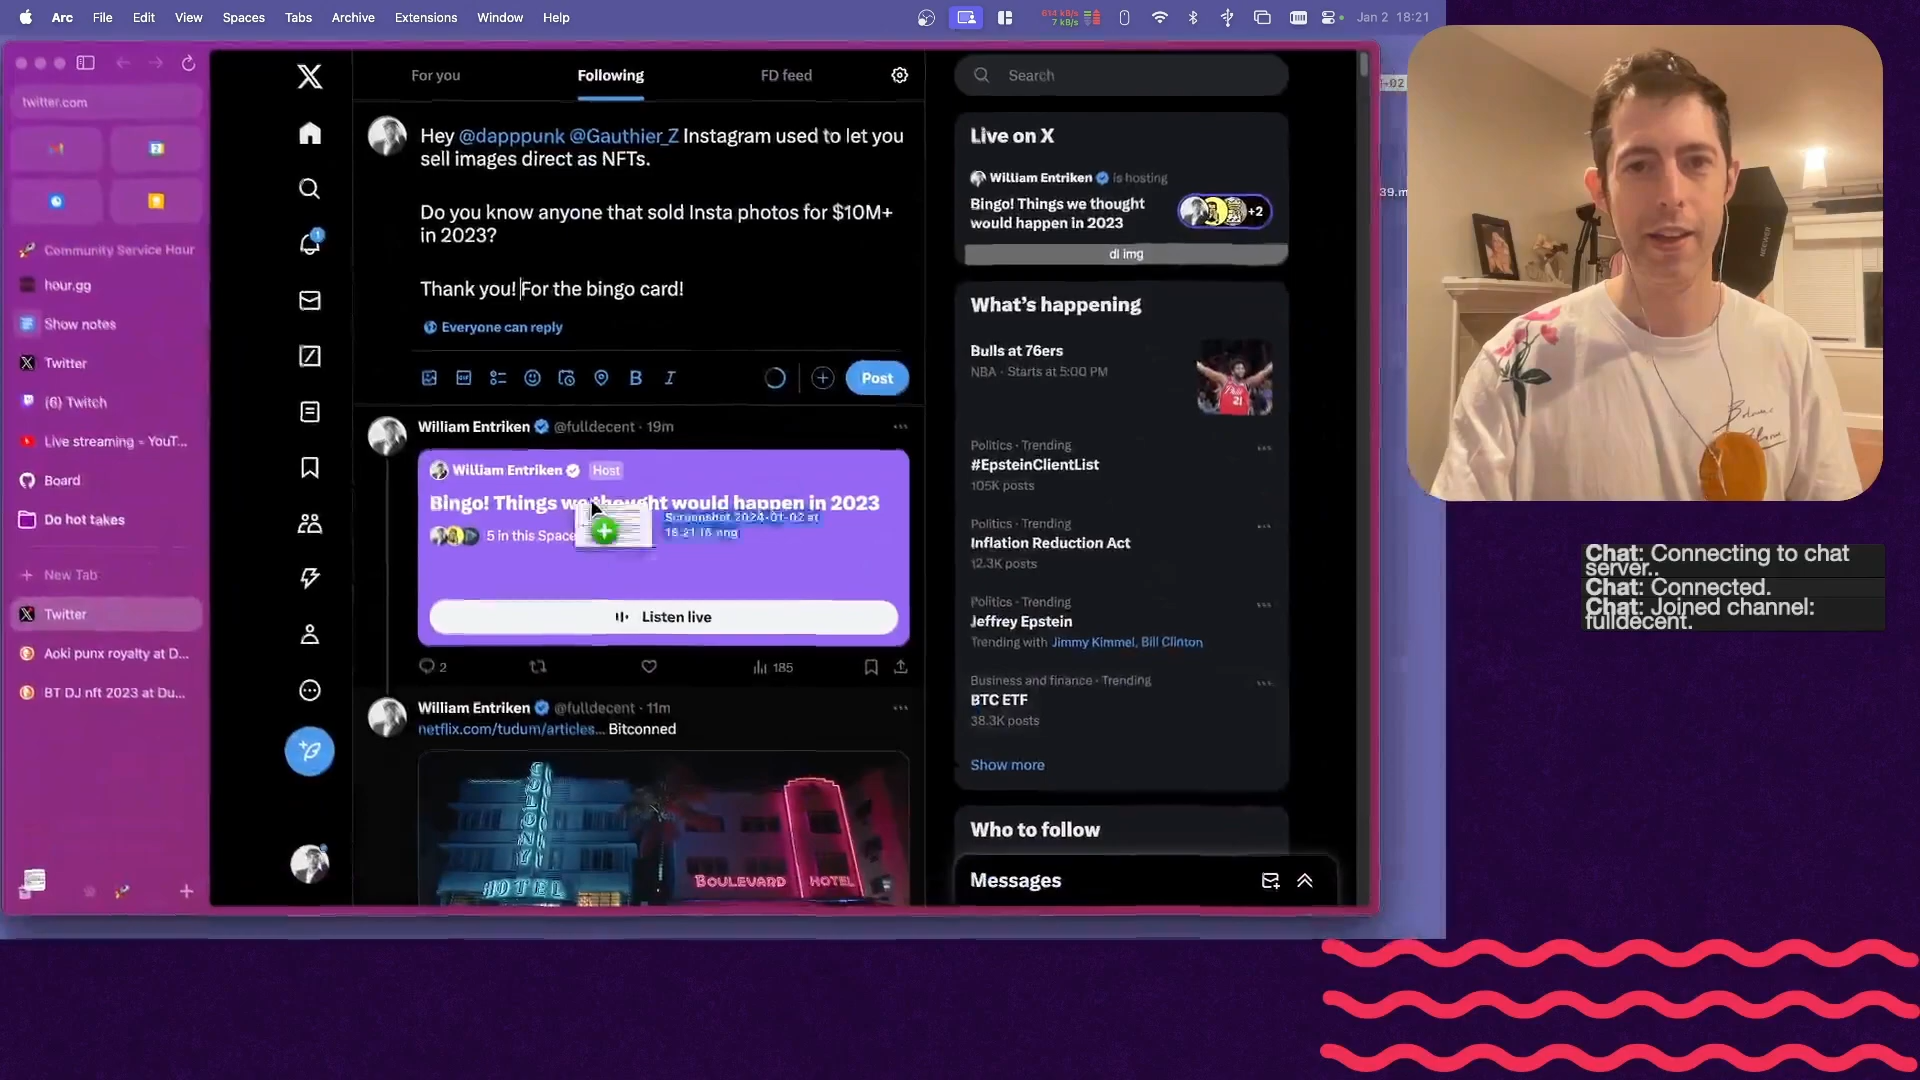 Arc File Edit View Spaces Tabs Archive Extensions Window Help
614 kB/s
7 kB/s
Jan 2 18:21
twitter.com
Community Service Hour
hour.gg
Show notes
Twitter
(6) Twitch
Live streaming - YouT...
Board
Do hot takes
New Tab
Twitter
Aoki punx royalty at D...
BT DJ nft 2023 at Du...
For you Following FD feed
Hey @dapppunk @Gauthier_Z Instagram used to let you
sell images direct as NFTs.
Do you know anyone that sold Insta photos for $10M+
in 2023?
Thank you! For the bingo card!
Everyone can reply
GIF B I Post
William Entriken @fulldecent · 19m
William Entriken Host
Bingo! Things we thought would happen in 2023
5 in this Space
Screenshot 2024-01-02 at
18.21.16.png
Listen live
2 185
William Entriken @fulldecent · 11m
netflix.com/tudum/articles... Bitconned
COLONY
HOTEL
BOULEVARD HOTEL
Search
Live on X
William Entriken is hosting
Bingo! Things we thought
would happen in 2023
+2
dl img
What's happening
Bulls at 76ers
NBA · Starts at 5:00 PM
21
Politics · Trending
#EpsteinClientList
105K posts
Politics · Trending
Inflation Reduction Act
12.3K posts
Politics · Trending
Jeffrey Epstein
Trending with Jimmy Kimmel, Bill Clinton
Business and finance · Trending
BTC ETF
38.3K posts
Show more
Who to follow
Messages
NEEWER
Chat: Connecting to chat
server..
Chat: Connected.
Chat: Joined channel:
fulldecent.